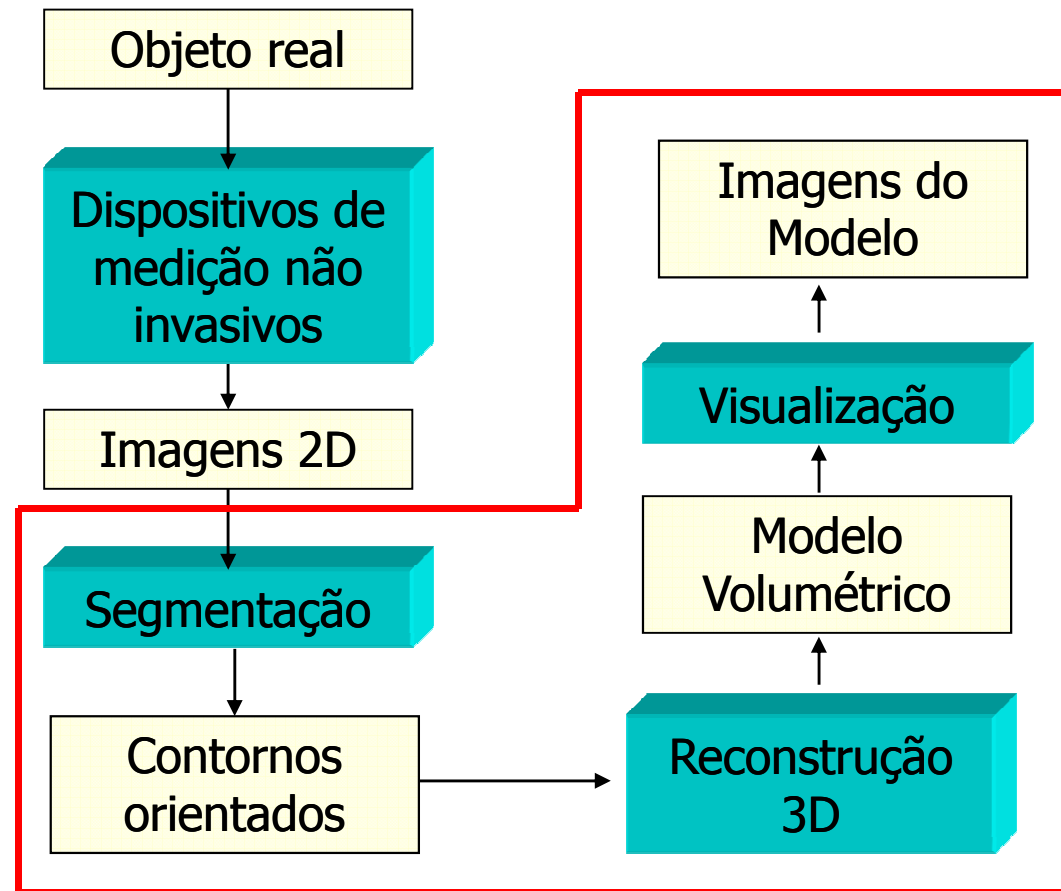 Objeto real
Dispositivos de
medição não
invasivos
Imagens 2D
Segmentação
Contornos
orientados
Reconstrução
3D
Modelo
Volumétrico
Visualização
Imagens do
Modelo